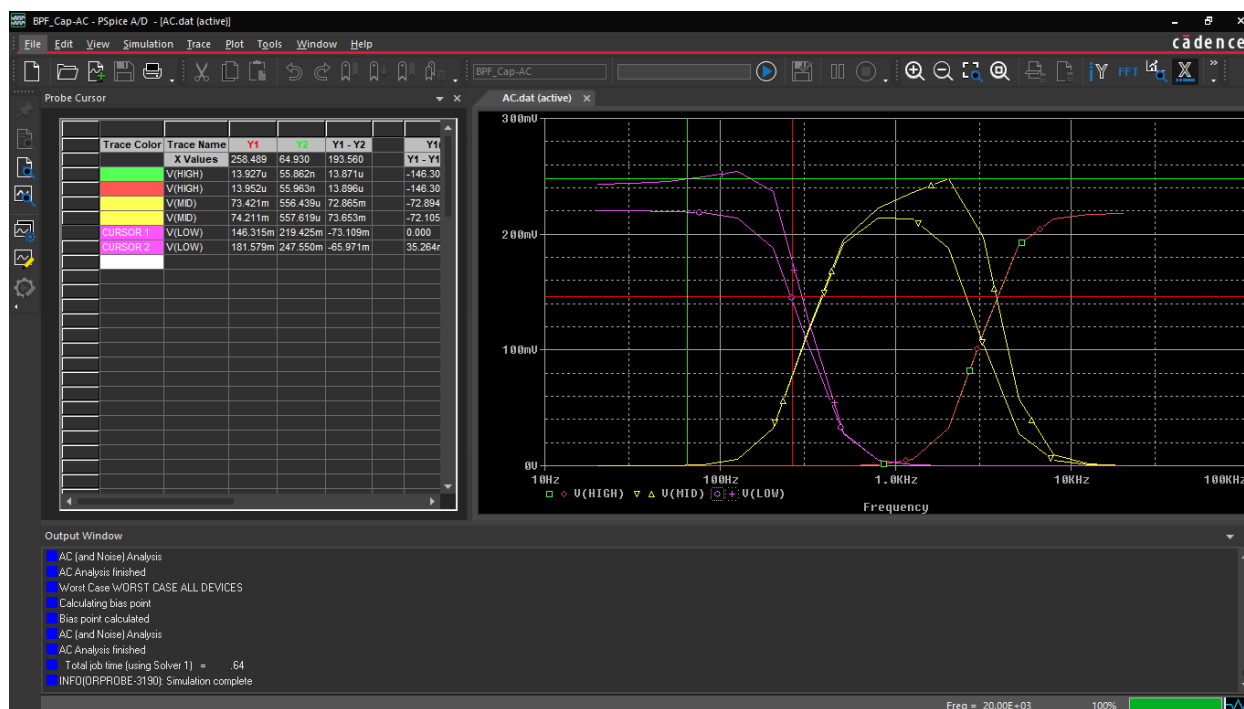 BPF_Cap-AC - PSpice A/D - [AC.dat (active)]
File Edit View Simulation Trace Plot Tools Window Help
cādence
BPF_Cap-AC
FFT
Probe Cursor
AC.dat (active)
Trace Color Trace Name Y1 Y2 Y1 - Y2 Y1(
X Values 258.489 64.930 193.560 Y1 - Y1
V(HIGH) 13.927u 55.862n 13.871u -146.30
V(HIGH) 13.952u 55.963n 13.896u -146.30
V(MID) 73.421m 556.439u 72.865m -72.894
V(MID) 74.211m 557.619u 73.653m -72.105
CURSOR 1 V(LOW) 146.315m 219.425m -73.109m 0.000
CURSOR 2 V(LOW) 181.579m 247.550m -65.971m 35.264r
300mV
200mV
100mV
0V
10Hz 100Hz 1.0KHz 10KHz 100KHz
V(HIGH) V(MID) V(LOW)
Frequency
Output Window
AC (and Noise) Analysis
AC Analysis finished
Worst Case WORST CASE ALL DEVICES
Calculating bias point
Bias point calculated
AC (and Noise) Analysis
AC Analysis finished
Total job time (using Solver 1) = .64
INFO(ORPROBE-3190): Simulation complete
Freq = 20.00E+03 100%